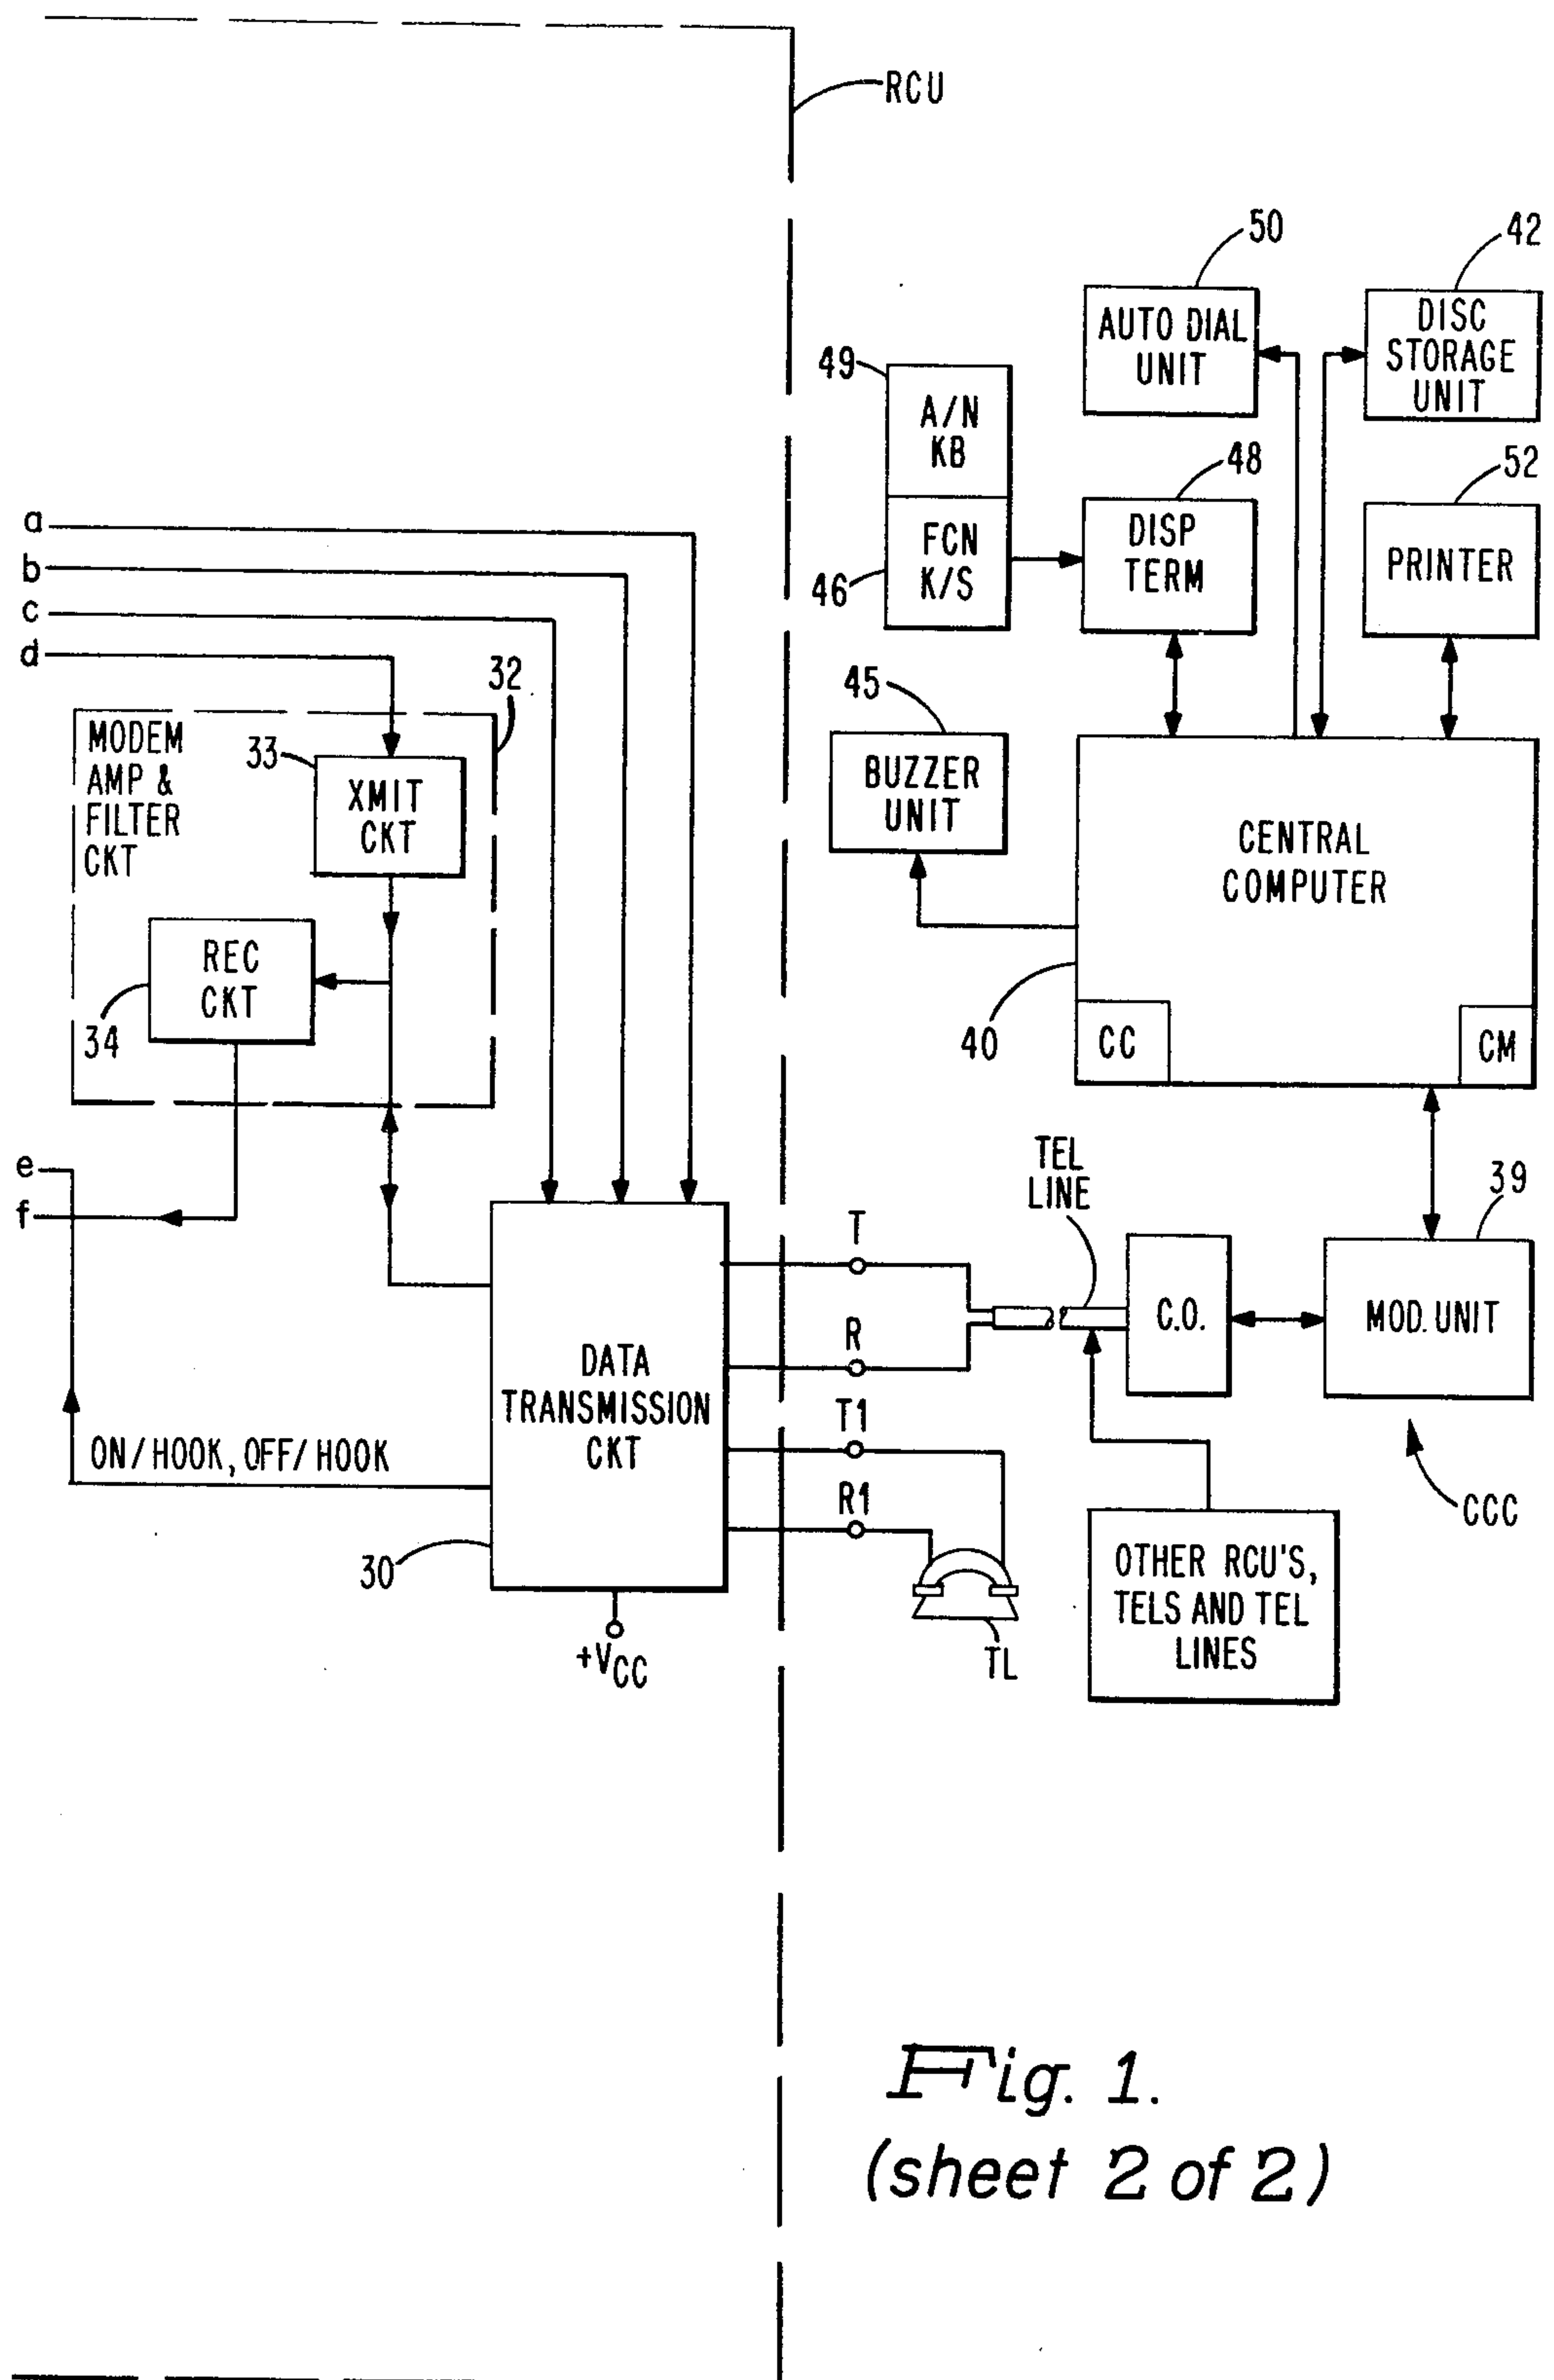 RCU
50
42
AUTO DIAL
UNIT
DISC
STORAGE
UNIT
49
A/N
KB
48
52
FCN
K/S
46
DISP
TERM
PRINTER
a
b
c
d
32
45
MODEM
AMP &
FILTER
CKT
33
XMIT
CKT
BUZZER
UNIT
CENTRAL
COMPUTER
REC
CKT
34
40
CC
CM
e
f
TEL
LINE
39
T
R
C.O.
MOD. UNIT
DATA
TRANSMISSION
CKT
T1
R1
ON/HOOK, OFF/HOOK
CCC
30
OTHER RCU'S,
TELS AND TEL
LINES
TL
+VCC
Fig. 1.
(sheet 2 of 2)